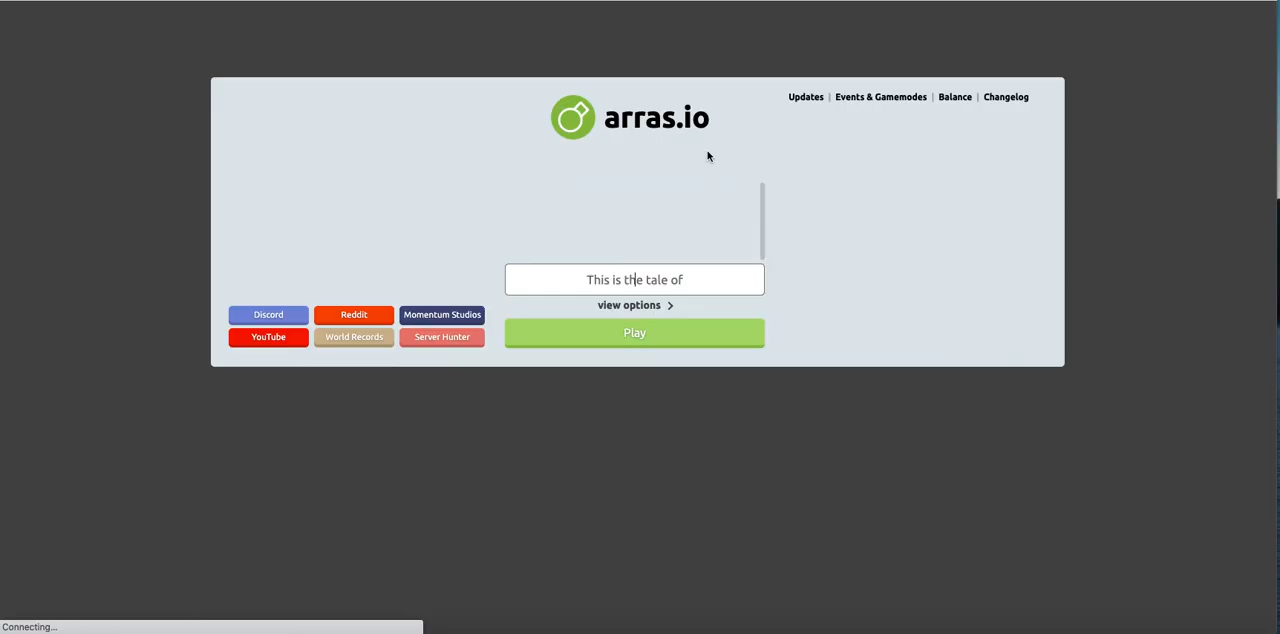 arras.io
Updates | Events & Gamemodes | Balance | Changelog
This is the tale of
view options
Play
Discord
Reddit
Momentum Studios
YouTube
World Records
Server Hunter
Connecting...